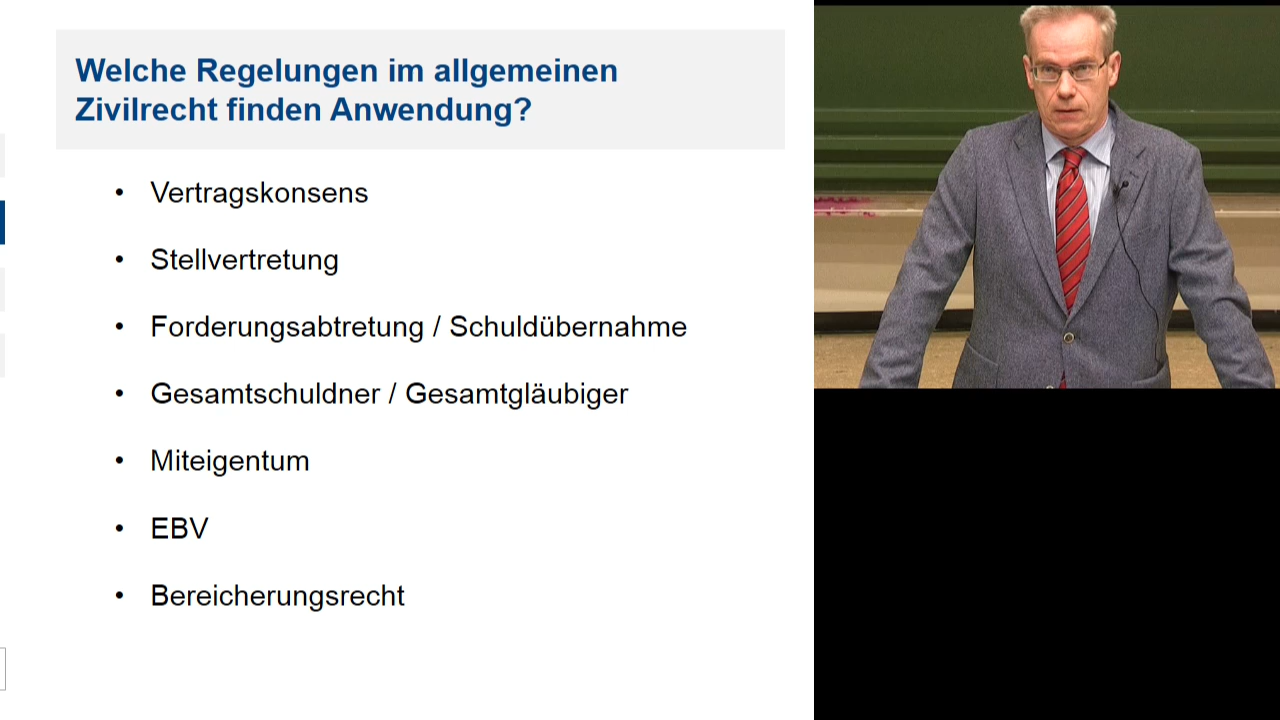 Welche Regelungen im allgemeinen
Zivilrecht finden Anwendung?
• Vertragskonsens
• Stellvertretung
• Forderungsabtretung / Schuldübernahme
• Gesamtschuldner / Gesamtgläubiger
• Miteigentum
• EBV
• Bereicherungsrecht